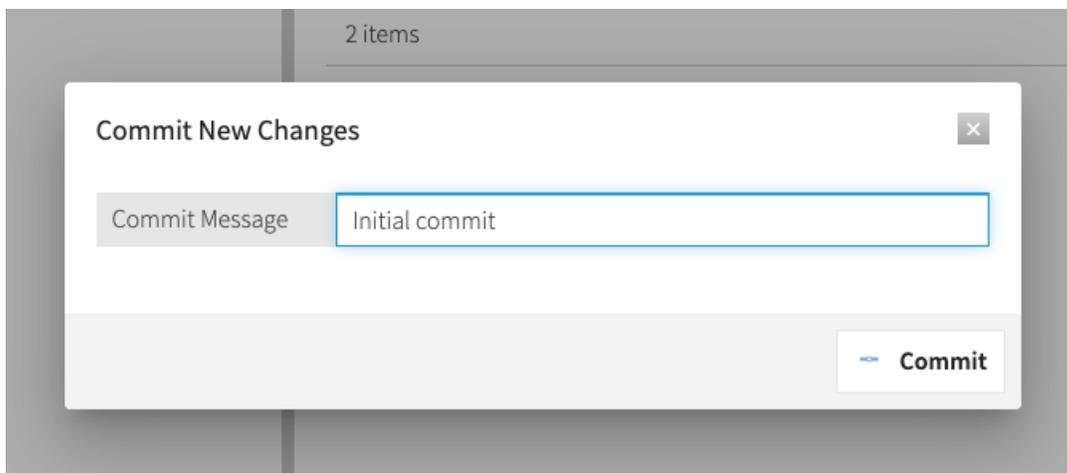 2 items
Commit New Changes
Commit Message
Initial commit
Commit